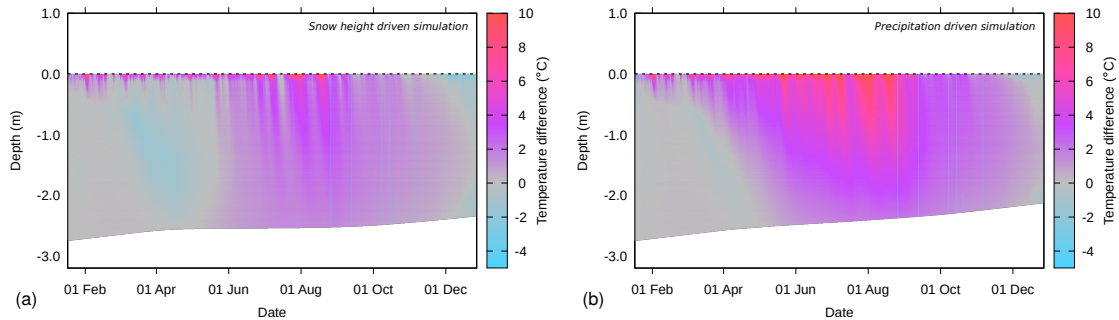 Snow height driven simulation
1.0
0.0
-1.0
-2.0
-3.0
Depth (m)
01 Feb 01 Apr 01 Jun 01 Aug 01 Oct 01 Dec
Date
10
8
6
4
2
0
-2
-4
Temperature difference (°C)
(a)
Precipitation driven simulation
1.0
0.0
-1.0
-2.0
-3.0
Depth (m)
01 Feb 01 Apr 01 Jun 01 Aug 01 Oct 01 Dec
Date
10
8
6
4
2
0
-2
-4
Temperature difference (°C)
(b)